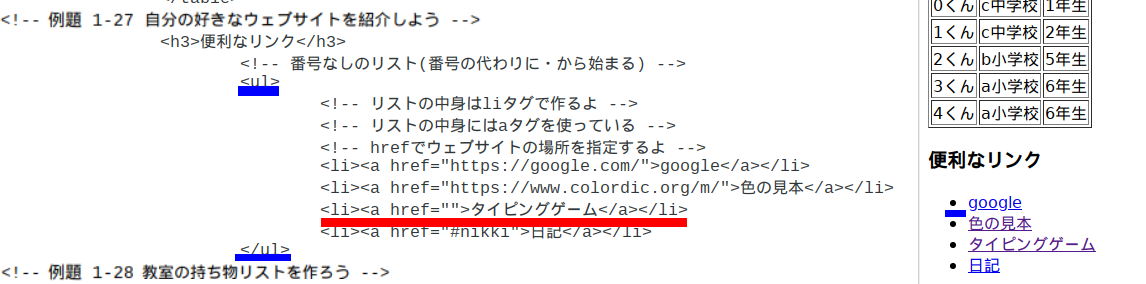 </table>
<!-- 例題 1-27 自分の好きなウェブサイトを紹介しよう -->
<h3>便利なリンク</h3>
<!-- 番号なしのリスト(番号の代わりに・から始まる) -->
<ul>
<!-- リストの中身はliタグで作るよ -->
<!-- リストの中身にはaタグを使っている -->
<!-- hrefでウェブサイトの場所を指定するよ -->
<li><a href="https://google.com/">google</a></li>
<li><a href="https://www.colordic.org/m/">色の見本</a></li>
<li><a href="">タイピングゲーム</a></li>
<li><a href="#nikki">日記</a></li>
</ul>
<!-- 例題 1-28 教室の持ち物リストを作ろう -->
0くん c中学校 1年生
1くん c中学校 2年生
2くん b小学校 5年生
3くん a小学校 6年生
4くん a小学校 6年生
便利なリンク
• google
• 色の見本
• タイピングゲーム
• 日記